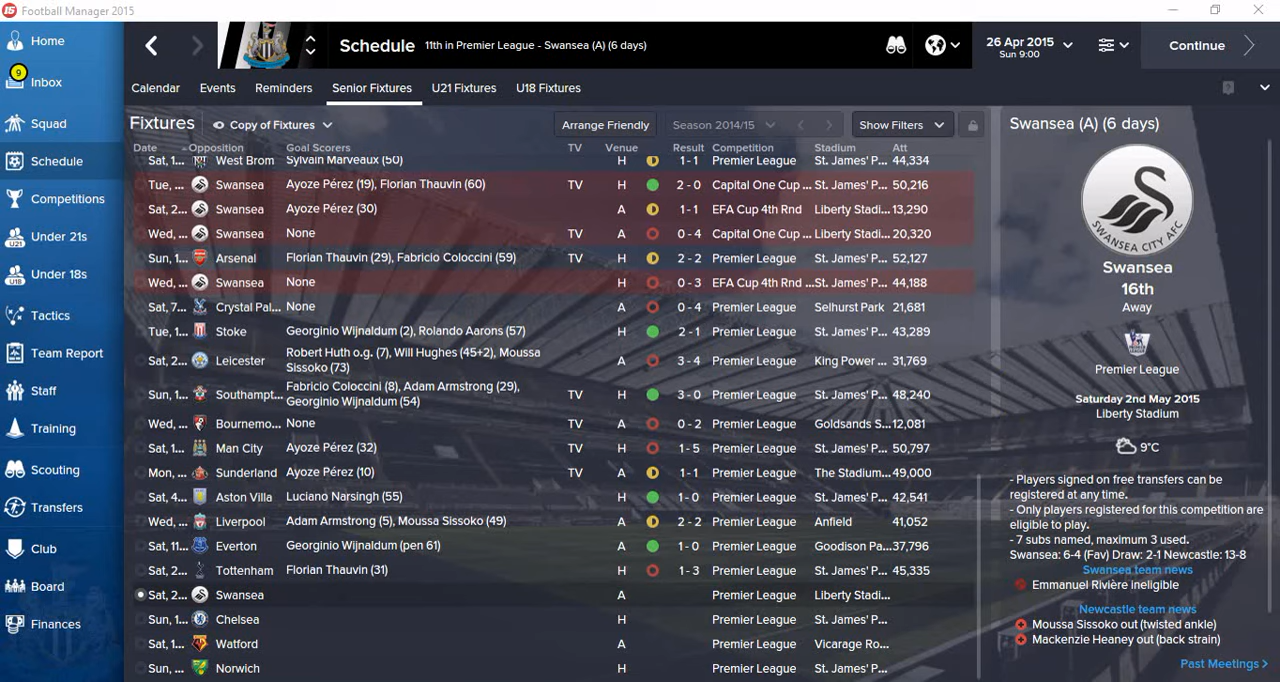 15 Football Manager 2015
Home
9
Inbox
Squad
Schedule
Competitions
U21 Under 21s
U18 Under 18s
Tactics
Team Report
Staff
Training
Scouting
Transfers
Club
Board
Finances
Schedule 11th in Premier League - Swansea (A) (6 days)
26 Apr 2015
Sun 9:00
Continue
Calendar Events Reminders Senior Fixtures U21 Fixtures U18 Fixtures
Fixtures Copy of Fixtures Arrange Friendly Season 2014/15 Show Filters
Date Opposition Goal Scorers TV Venue Result Competition Stadium Att
Sat, 1... West Brom Sylvain Marveaux (50) H 1-1 Premier League St. James' P... 44,334
Tue, ... Swansea Ayoze Pérez (19), Florian Thauvin (60) TV H 2-0 Capital One Cup ... St. James' P... 50,216
Sat, 2... Swansea Ayoze Pérez (30) A 1-1 EFA Cup 4th Rnd Liberty Stadi... 13,290
Wed, ... Swansea None TV A 0-4 Capital One Cup ... Liberty Stadi... 20,320
Sun, 1... Arsenal Florian Thauvin (29), Fabricio Coloccini (59) TV H 2-2 Premier League St. James' P... 52,127
Wed, ... Swansea None H 0-3 EFA Cup 4th Rnd ... St. James' P... 44,188
Sat, 7... Crystal Pal... None A 0-4 Premier League Selhurst Park 21,681
Tue, 1... Stoke Georginio Wijnaldum (2), Rolando Aarons (57) H 2-1 Premier League St. James' P... 43,289
Sat, 2... Leicester Robert Huth o.g. (7), Will Hughes (45+2), Moussa
Sissoko (73) A 3-4 Premier League King Power ... 31,769
Sun, 1... Southampt... Fabricio Coloccini (8), Adam Armstrong (29),
Georginio Wijnaldum (54) TV H 3-0 Premier League St. James' P... 48,240
Wed, ... Bournemo... None TV A 0-2 Premier League Goldsands S... 12,081
Sat, 1... Man City Ayoze Pérez (32) TV H 1-5 Premier League St. James' P... 50,797
Mon, ... Sunderland Ayoze Pérez (10) TV A 1-1 Premier League The Stadium... 49,000
Sat, 4... Aston Villa Luciano Narsingh (55) H 1-0 Premier League St. James' P... 42,541
Wed, ... Liverpool Adam Armstrong (5), Moussa Sissoko (49) A 2-2 Premier League Anfield 41,052
Sat, 11... Everton Georginio Wijnaldum (pen 61) A 1-0 Premier League Goodison Pa... 37,796
Sat, 2... Tottenham Florian Thauvin (31) H 1-3 Premier League St. James' P... 45,335
Sat, 2... Swansea A Premier League Liberty Stadi...
Sun, 1... Chelsea H Premier League St. James' P...
Sat, 1... Watford A Premier League Vicarage Ro...
Sun, ... Norwich H Premier League St. James' P...
Swansea (A) (6 days)
SWANSEA CITY AFC
Swansea
16th
Away
Premier League
Saturday 2nd May 2015
Liberty Stadium
9°C
- Players signed on free transfers can be
registered at any time.
- Only players registered for this competition are
eligible to play.
- 7 subs named, maximum 3 used.
Swansea: 6-4 (Fav) Draw: 2-1 Newcastle: 13-8
Swansea team news
Emmanuel Rivière ineligible
Newcastle team news
Moussa Sissoko out (twisted ankle)
Mackenzie Heaney out (back strain)
Past Meetings >